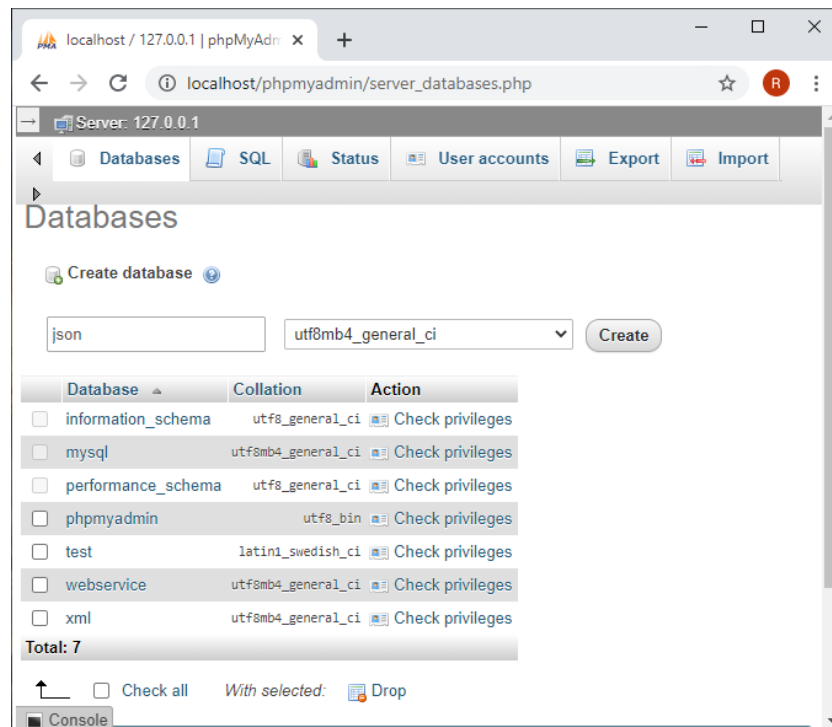 localhost / 127.0.0.1 | phpMyAdm
localhost/phpmyadmin/server_databases.php
R
Server: 127.0.0.1
Databases SQL Status User accounts Export Import
Databases
Create database
json utf8mb4_general_ci Create
Database Collation Action
information_schema utf8_general_ci Check privileges
mysql utf8mb4_general_ci Check privileges
performance_schema utf8_general_ci Check privileges
phpmyadmin utf8_bin Check privileges
test latin1_swedish_ci Check privileges
webservice utf8mb4_general_ci Check privileges
xml utf8mb4_general_ci Check privileges
Total: 7
Check all With selected: Drop
Console